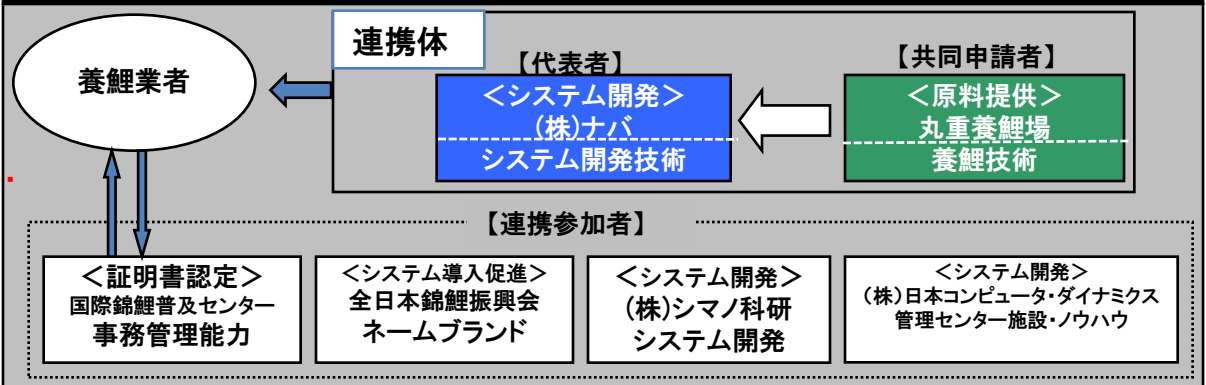 養鯉業者
連携体
【代表者】
<システム開発>
(株)ナバ
システム開発技術
【共同申請者】
<原料提供>
丸重養鯉場
養鯉技術
【連携参加者】
<証明書認定>
国際錦鯉普及センター
事務管理能力
<システム導入促進>
全日本錦鯉振興会
ネームブランド
<システム開発>
(株)シマノ科研
システム開発
<システム開発>
(株)日本コンピュータ・ダイナミクス
管理センター施設・ノウハウ